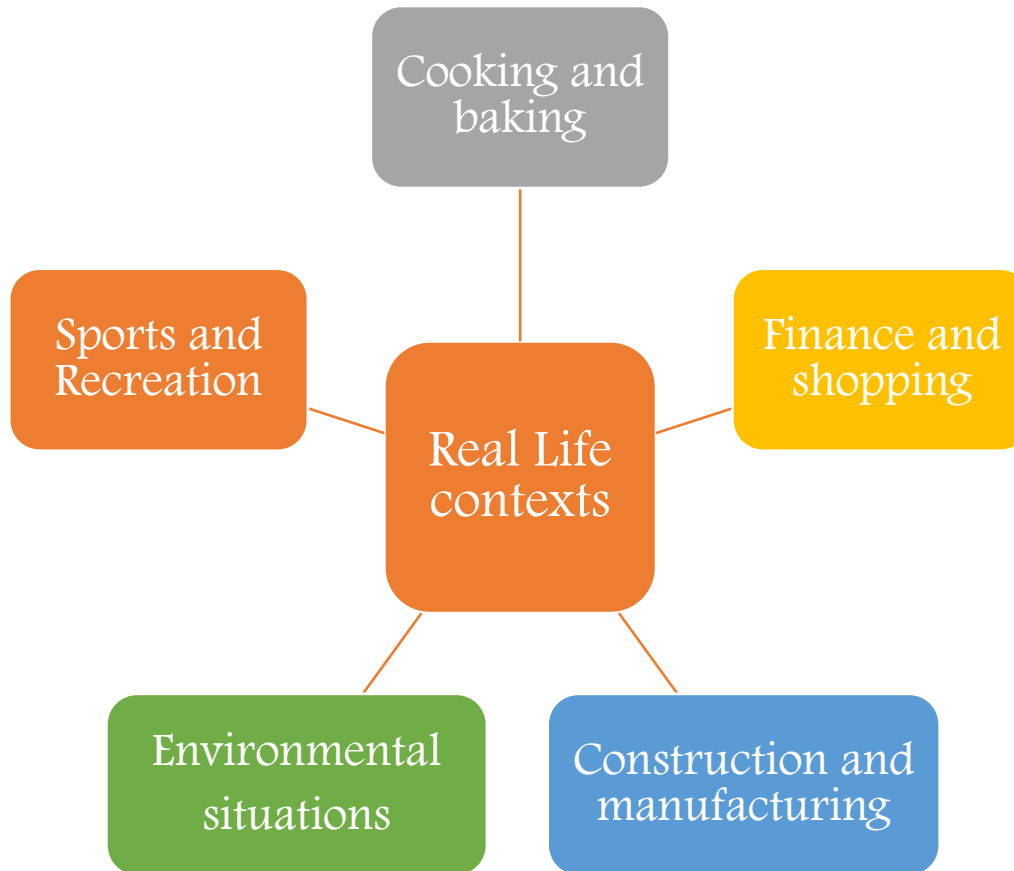 Cooking and
baking
Sports and
Recreation
Finance and
shopping
Real Life
contexts
Environmental
situations
Construction and
manufacturing